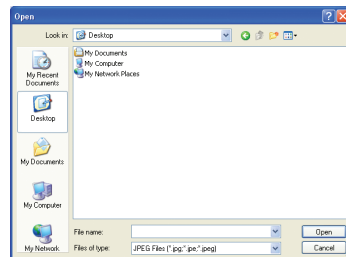 Open
Look in:
Desktop
My Recent
Documents
Desktop
My Documents
My Computer
My Network
My Documents
My Computer
My Network Places
File name:
Open
Files of type:
JPEG Files (*.jpg;*.jpe;*.jpeg)
Cancel